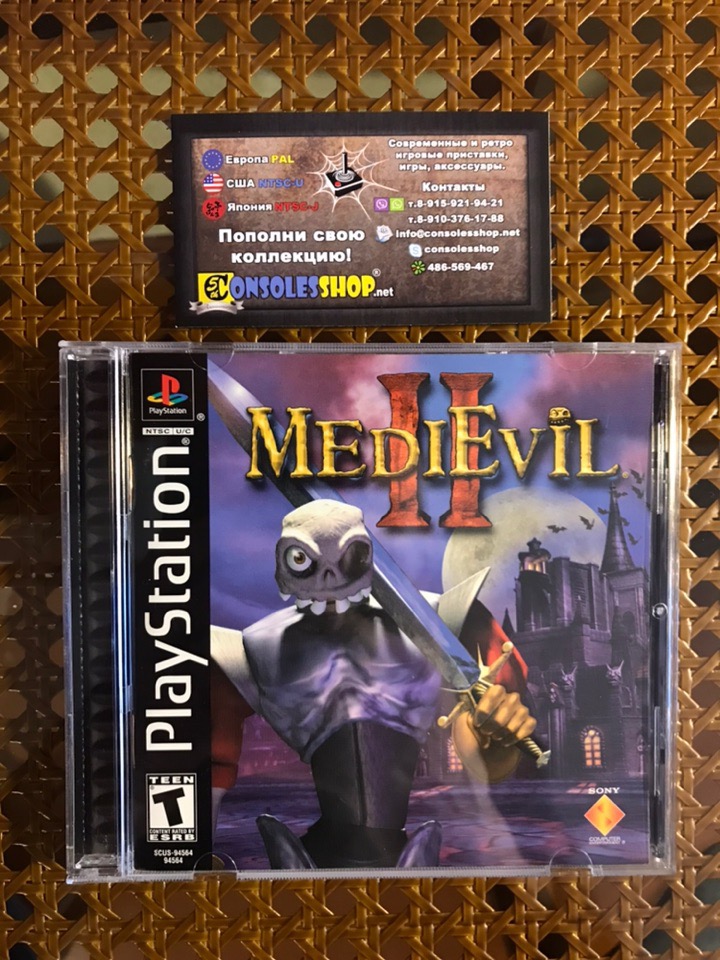 Европа PAL
США NTSC-U
Япония NTSC-J
Пополни свою
коллекцию!
CONSOLESSHOP.net
Современные и ретро
игровые приставки,
игры, аксессуары.
Контакты
т.8-915-921-94-21
т.8-910-376-17-88
info@consolesshop.net
consolesshop
486-569-467
PlayStation
NTSC U/C
PlayStation
MEDIEVIL
II
TEEN
T
CONTENT RATED BY
ESRB
SCUS-94564
94564
SONY
COMPUTER